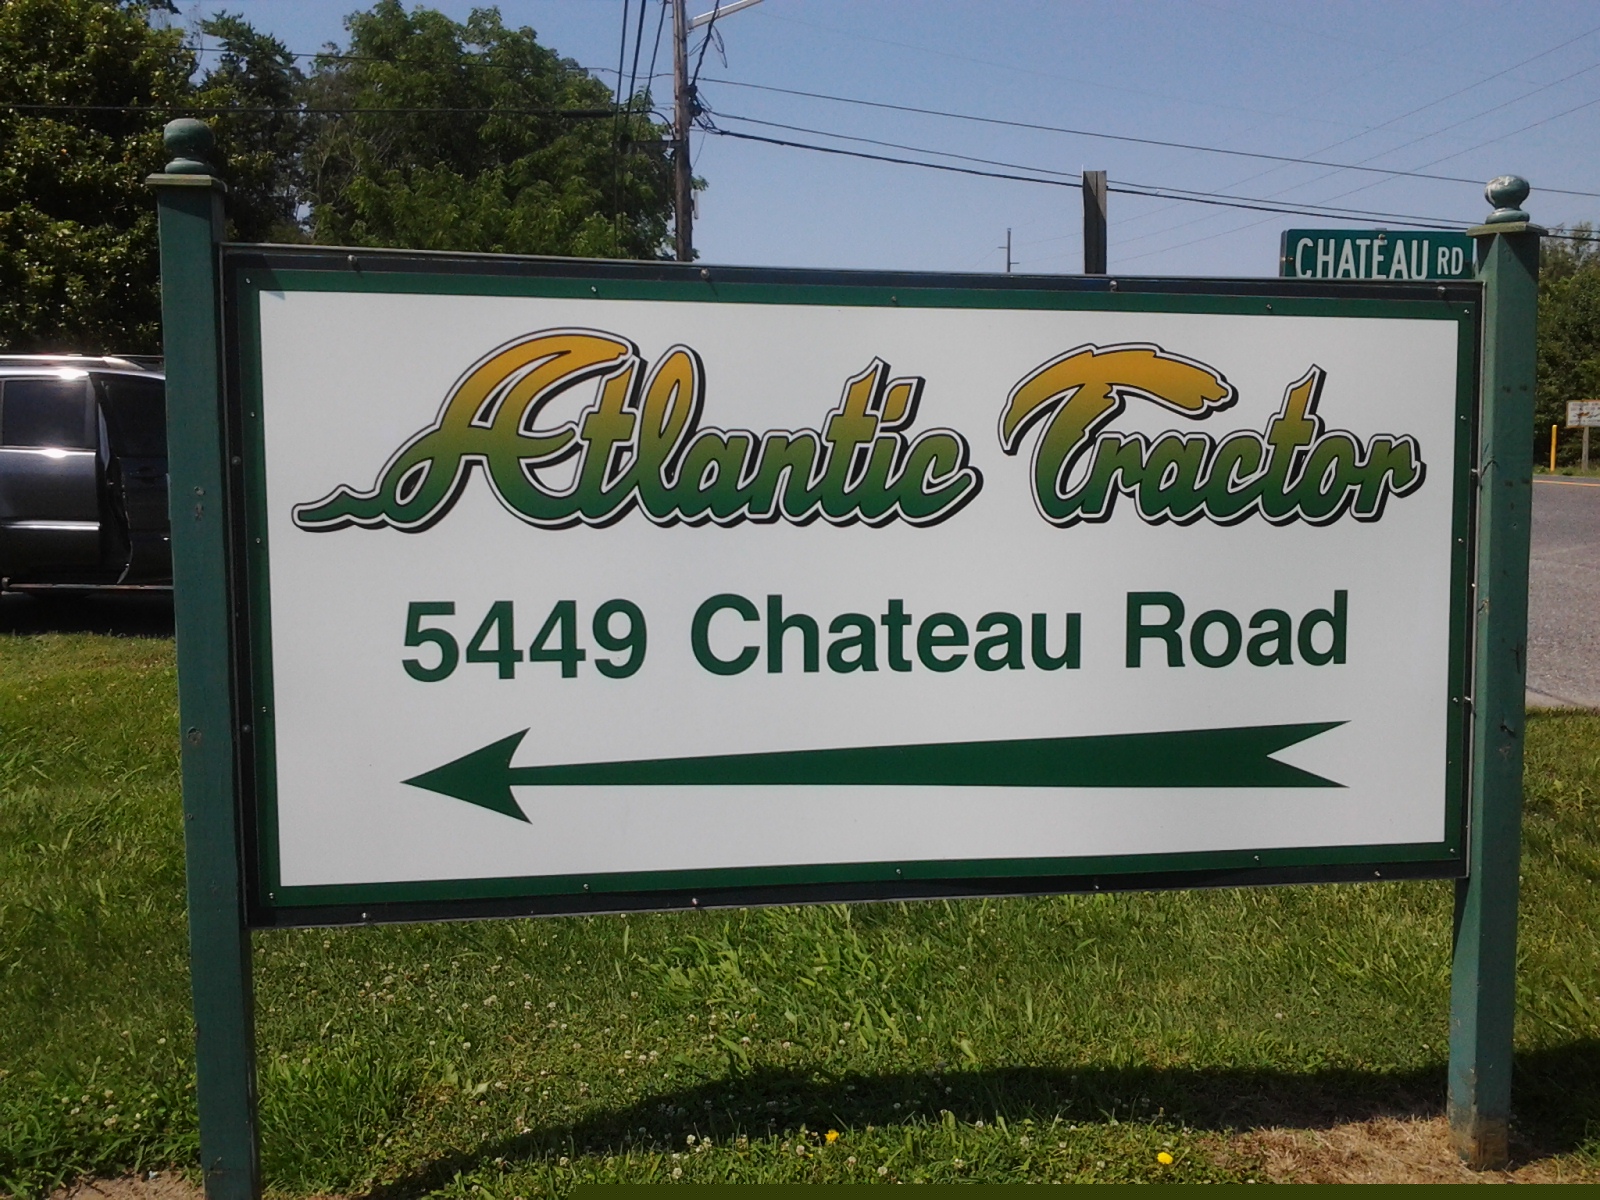 CHATEAU RD
Atlantic Tractor
5449 Chateau Road